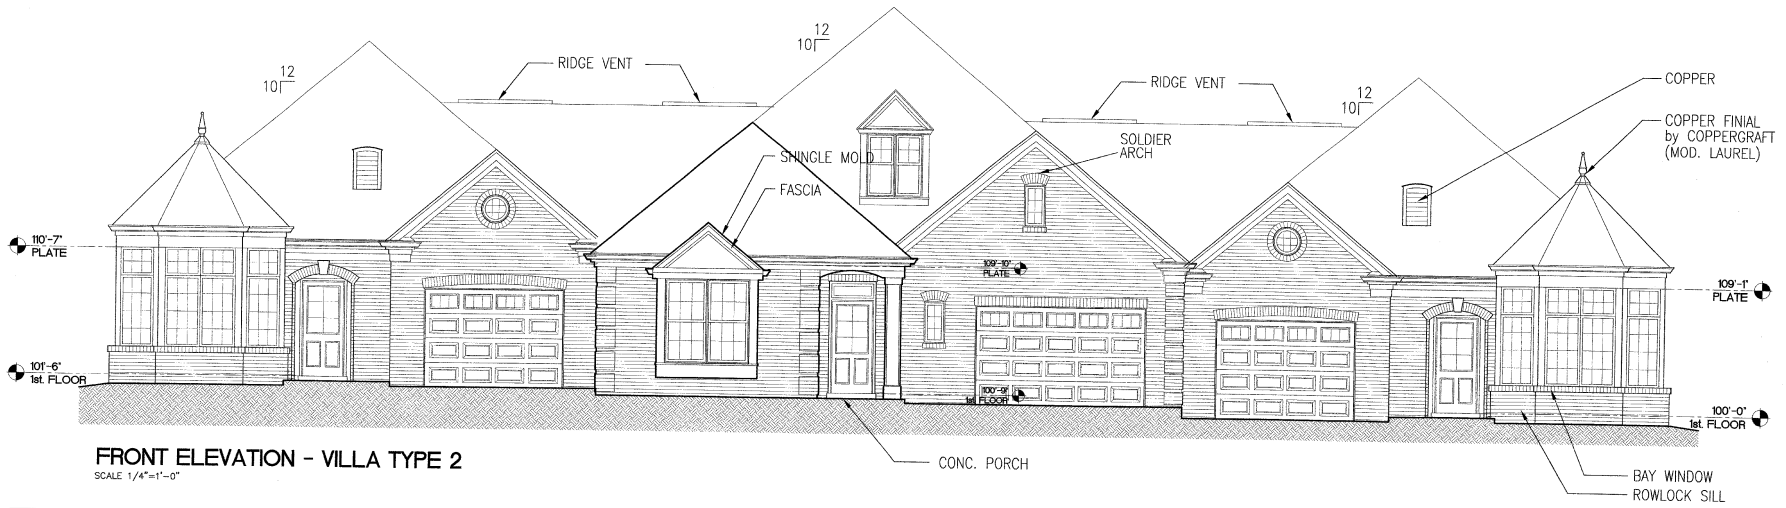 12
10
RIDGE VENT
12
10
RIDGE VENT
12
10
COPPER
COPPER FINIAL
by COPPERGRAFT
(MOD. LAUREL)
SOLDIER
ARCH
SHINGLE MOLD
FASCIA
110'-7"
PLATE
109'-10"
PLATE
109'-1"
PLATE
101'-6"
1st. FLOOR
100'-9"
1st FLOOR
100'-0"
1st. FLOOR
CONC. PORCH
BAY WINDOW
ROWLOCK SILL
FRONT ELEVATION - VILLA TYPE 2
SCALE 1/4"=1'-0"